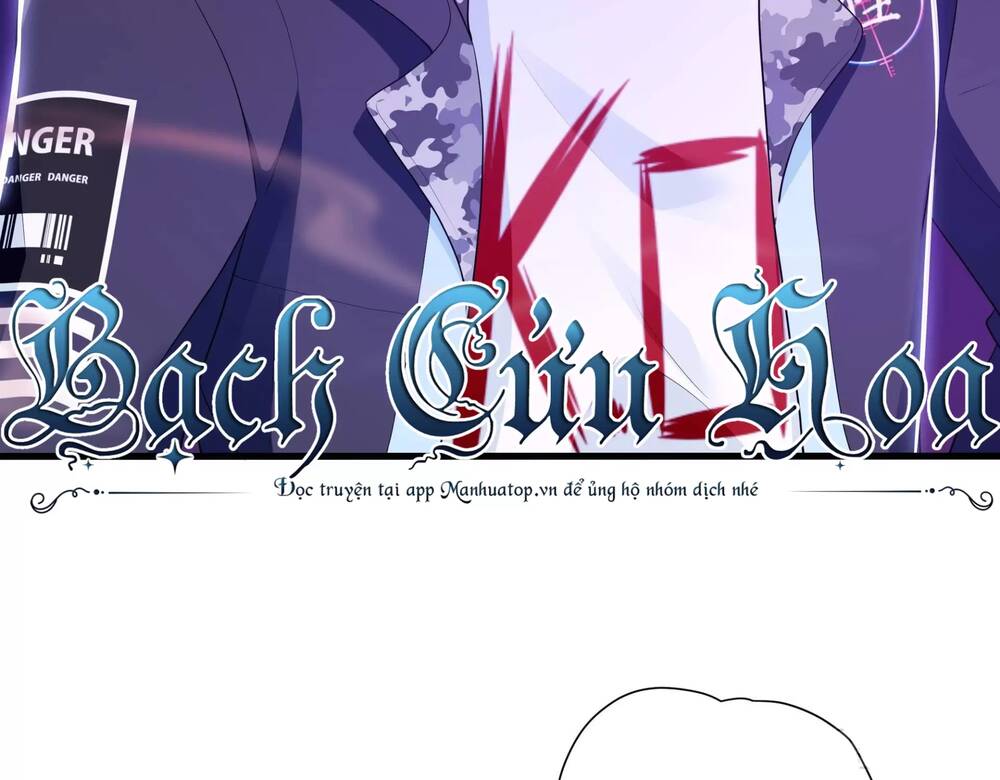 NGER
DANGER DANGER
KO
Bạch Cửu Hoa
Đọc truyện tại app Manhuatop.vn để ủng hộ nhóm dịch nhé